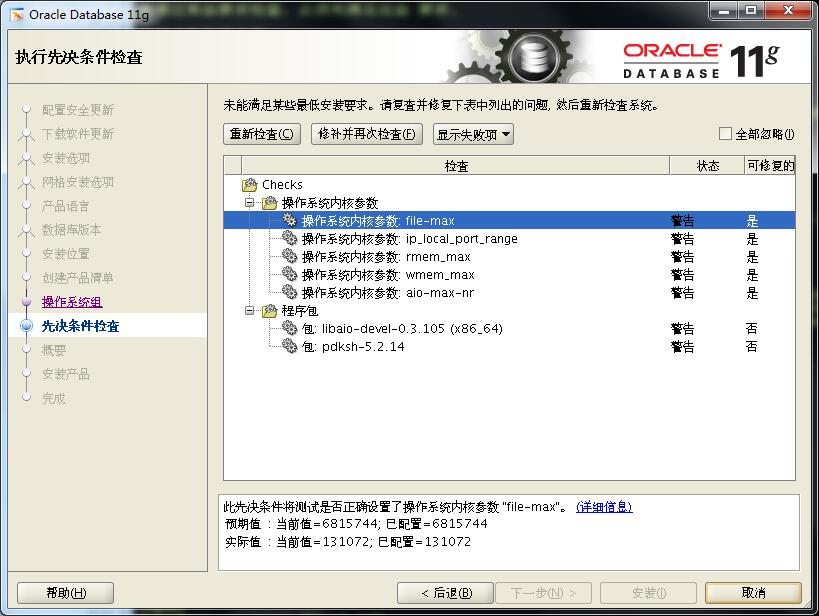 Oracle Database 11g
执行先决条件检查
ORACLE
DATABASE 11g
配置安全更新
下载软件更新
安装选项
网格安装选项
产品语言
数据库版本
安装位置
创建产品清单
操作系统组
先决条件检查
概要
安装产品
完成
未能满足某些最低安装要求。请复查并修复下表中列出的问题, 然后重新检查系统。
重新检查(C) 修补并再次检查(F) 显示失败项 全部忽略(I)
检查 状态 可修复的
Checks
操作系统内核参数
操作系统内核参数: file-max 警告 是
操作系统内核参数: ip_local_port_range 警告 是
操作系统内核参数: rmem_max 警告 是
操作系统内核参数: wmem_max 警告 是
操作系统内核参数: aio-max-nr 警告 是
程序包
包: libaio-devel-0.3.105 (x86_64) 警告 否
包: pdksh-5.2.14 警告 否
此先决条件将测试是否正确设置了操作系统内核参数 "file-max"。 (详细信息)
预期值 : 当前值=6815744; 已配置=6815744
实际值 : 当前值=131072; 已配置=131072
帮助(H) < 后退(B) 下一步(N) > 安装(I) 取消